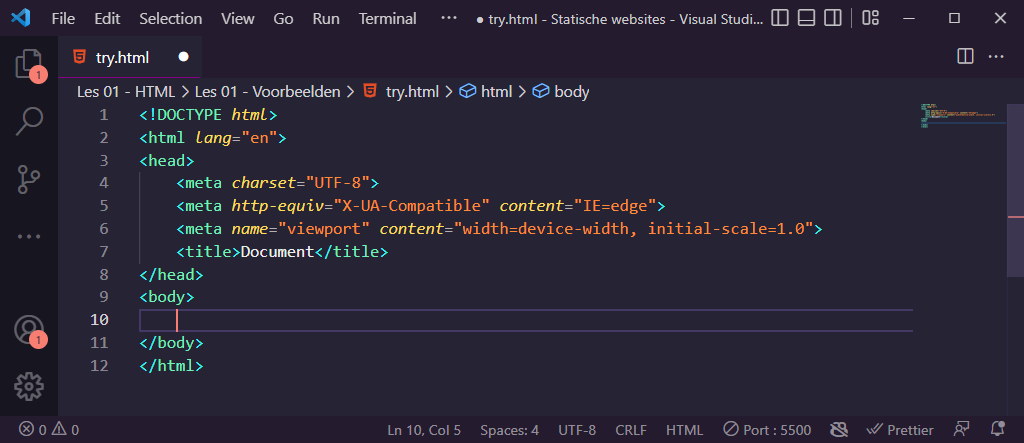 File Edit Selection View Go Run Terminal ··· ● try.html - Statische websites - Visual Studi...
try.html
Les 01 - HTML > Les 01 - Voorbeelden > try.html > html > body
1 <!DOCTYPE html>
2 <html lang="en">
3 <head>
4 <meta charset="UTF-8">
5 <meta http-equiv="X-UA-Compatible" content="IE=edge">
6 <meta name="viewport" content="width=device-width, initial-scale=1.0">
7 <title>Document</title>
8 </head>
9 <body>
10
11 </body>
12 </html>
1
1
0 0 Ln 10, Col 5 Spaces: 4 UTF-8 CRLF HTML Port : 5500 Prettier